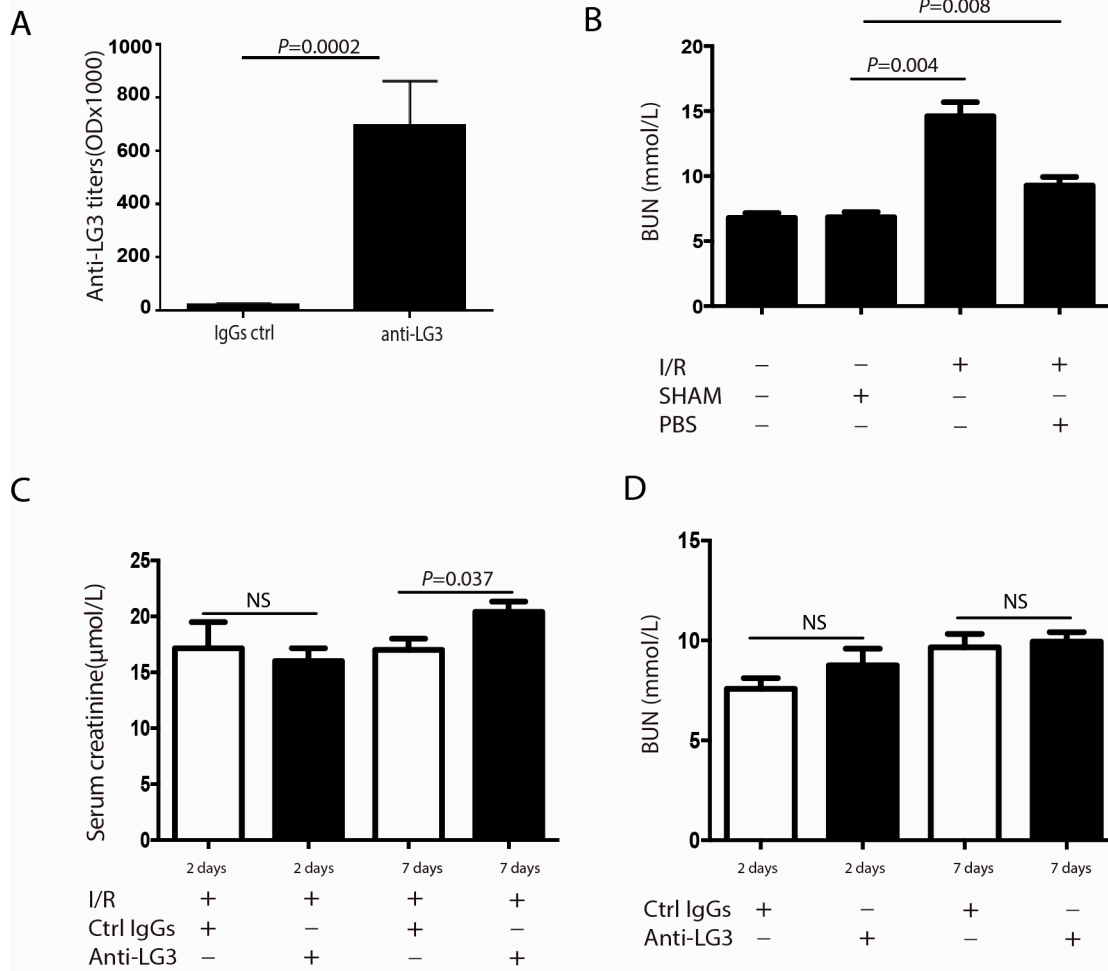 A
P=0.0002
Anti-LG3 titers(ODx1000)
1000
800
600
400
200
0
IgGs ctrl anti-LG3
B
P=0.008
P=0.004
BUN (mmol/L)
20
15
10
5
0
I/R − − + +
SHAM − + − −
PBS − − − +
C
NS
P=0.037
Serum creatinine(μmol/L)
25
20
15
10
5
0
2 days 2 days 7 days 7 days
I/R + + + +
Ctrl IgGs + − + −
Anti-LG3 − + − +
D
NS
NS
BUN (mmol/L)
15
10
5
0
2 days 2 days 7 days 7 days
Ctrl IgGs + − + −
Anti-LG3 − + − +